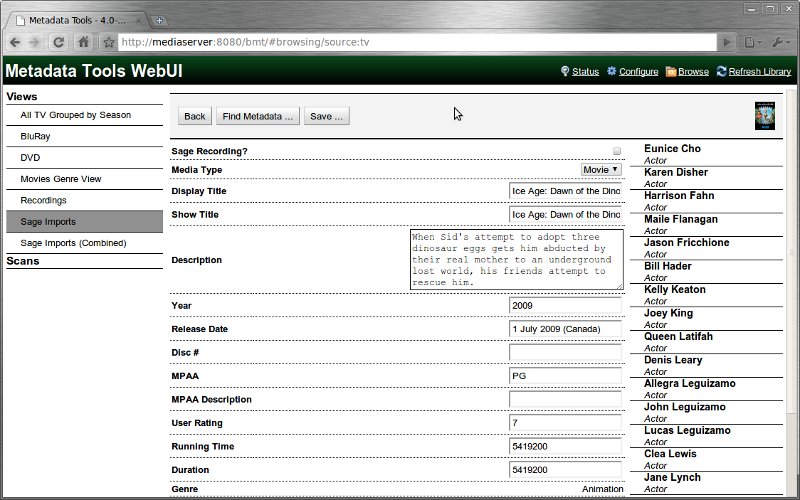 Metadata Tools - 4.0-...
http://mediaserver:8080/bmt/#browsing/source:tv
Metadata Tools WebUI
Status
Configure
Browse
Refresh Library
Views
All TV Grouped by Season
BluRay
DVD
Movies Genre View
Recordings
Sage Imports
Sage Imports (Combined)
Scans
Back
Find Metadata ...
Save ...
Sage Recording?
Media Type
Movie
Display Title
Ice Age: Dawn of the Dino
Show Title
Ice Age: Dawn of the Dino
Description
When Sid's attempt to adopt three
dinosaur eggs gets him abducted by
their real mother to an underground
lost world, his friends attempt to
rescue him.
Year
2009
Release Date
1 July 2009 (Canada)
Disc #
MPAA
PG
MPAA Description
User Rating
7
Running Time
5419200
Duration
5419200
Genre
Animation
Eunice Cho
Actor
Karen Disher
Actor
Harrison Fahn
Actor
Maile Flanagan
Actor
Jason Fricchione
Actor
Bill Hader
Actor
Kelly Keaton
Actor
Joey King
Actor
Queen Latifah
Actor
Denis Leary
Actor
Allegra Leguizamo
Actor
John Leguizamo
Actor
Lucas Leguizamo
Actor
Clea Lewis
Actor
Jane Lynch
Actor